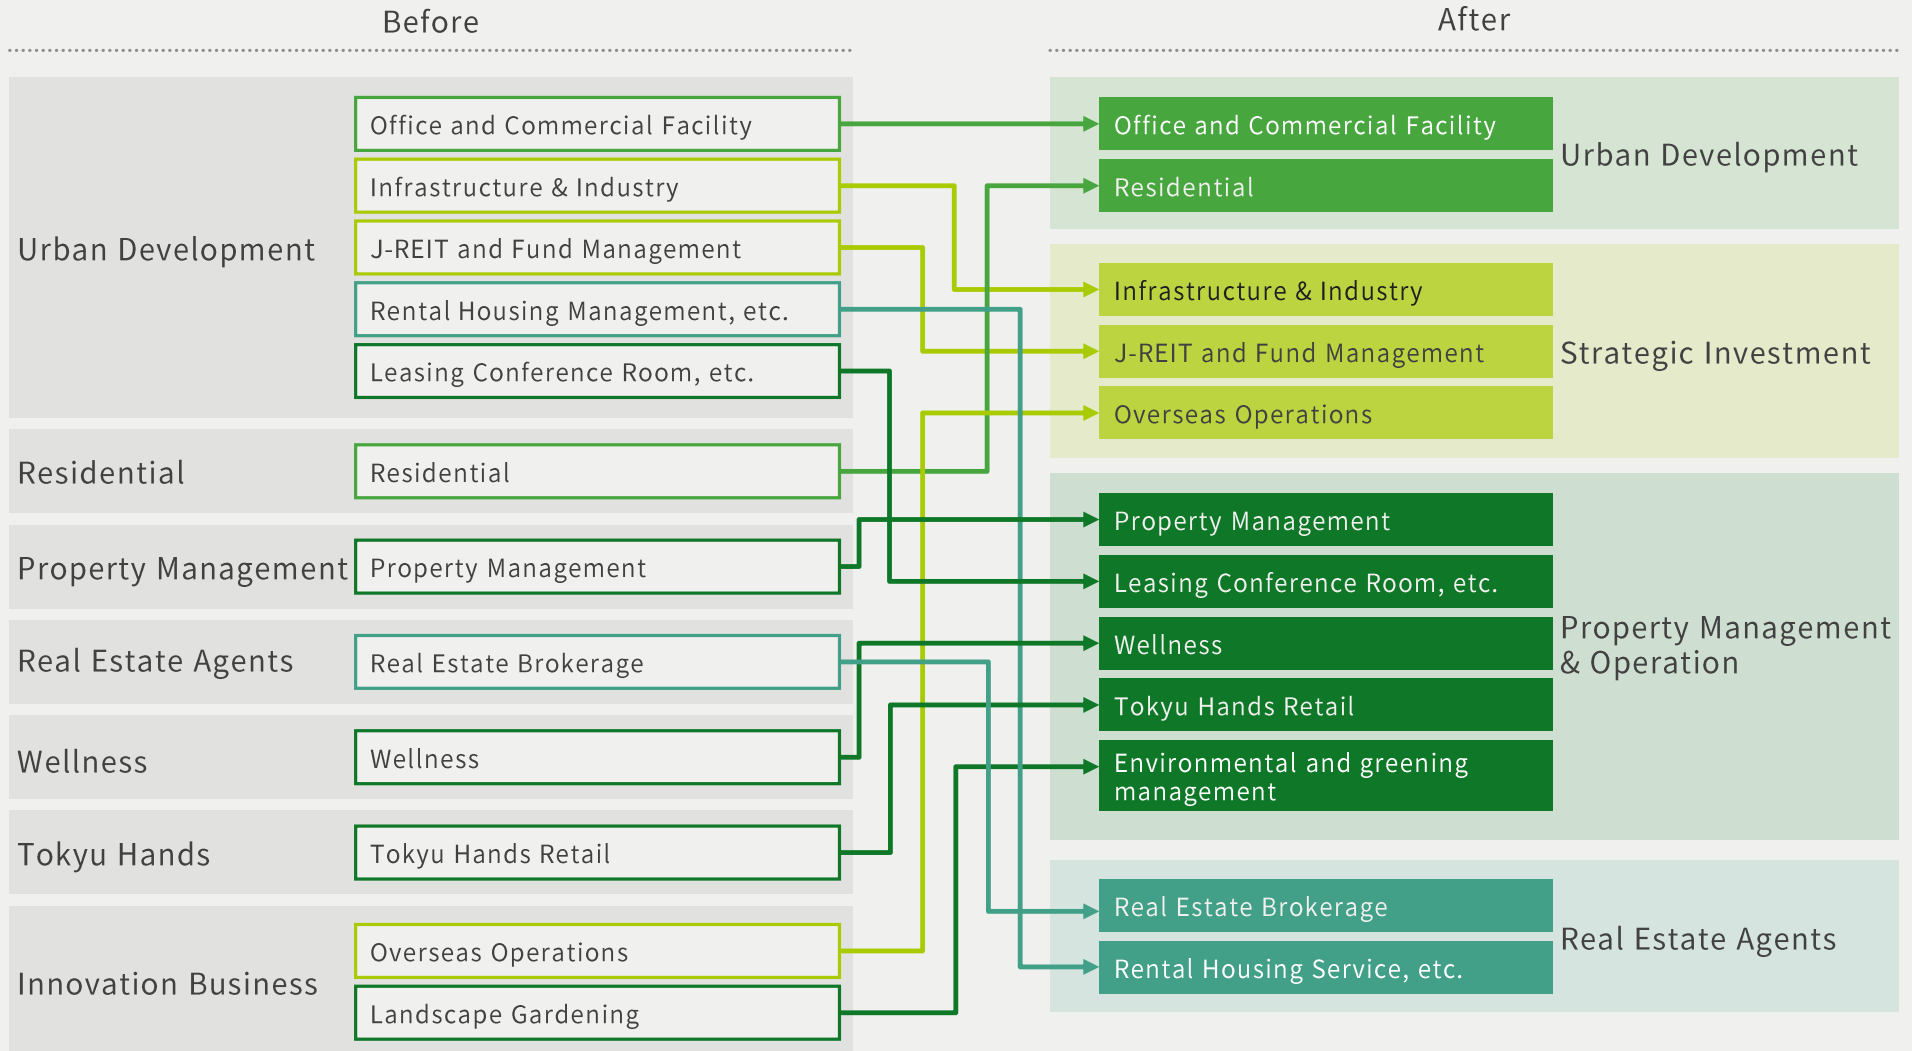 Before
After
Urban Development
Office and Commercial Facility
Infrastructure & Industry
J-REIT and Fund Management
Rental Housing Management, etc.
Leasing Conference Room, etc.
Residential
Residential
Property Management
Property Management
Real Estate Agents
Real Estate Brokerage
Wellness
Wellness
Tokyu Hands
Tokyu Hands Retail
Innovation Business
Overseas Operations
Landscape Gardening
Office and Commercial Facility
Residential
Urban Development
Infrastructure & Industry
J-REIT and Fund Management
Overseas Operations
Strategic Investment
Property Management
Leasing Conference Room, etc.
Wellness
Tokyu Hands Retail
Environmental and greening
management
Property Management
& Operation
Real Estate Brokerage
Rental Housing Service, etc.
Real Estate Agents